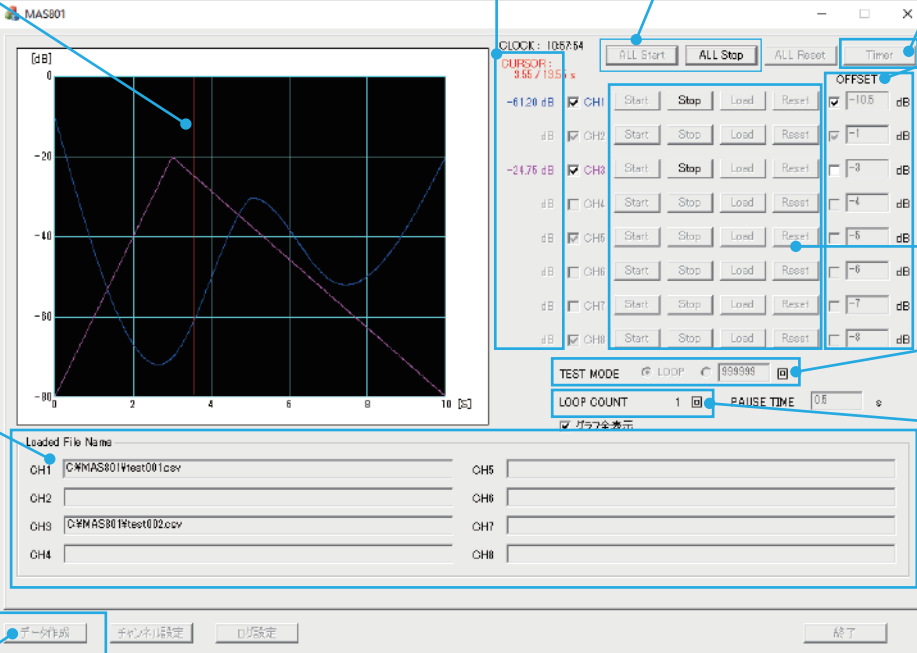 MAS801
CLOCK : 10:57:54
ALL Start ALL Stop ALL Reset Timer
CURSOR :
3.55 / 13.55 s
OFFSET
[dB]
0
-20
-40
-60
-80
0 2 4 6 8 10 [S]
-61.20 dB CH1 Start Stop Load Reset -10.5 dB
dB CH2 Start Stop Load Reset -1 dB
-24.75 dB CH3 Start Stop Load Reset -3 dB
dB CH4 Start Stop Load Reset -4 dB
dB CH5 Start Stop Load Reset -5 dB
dB CH6 Start Stop Load Reset -6 dB
dB CH7 Start Stop Load Reset -7 dB
dB CH8 Start Stop Load Reset -8 dB
TEST MODE LOOP 999999 回
LOOP COUNT 1 回 PAUSE TIME 0.5 s
グラフ全表示
Loaded File Name
CH1 C:¥MAS801¥test001.csv
CH2
CH3 C:¥MAS801¥test002.csv
CH4
CH5
CH6
CH7
CH8
データ作成 チャンネル設定 ログ設定 終了